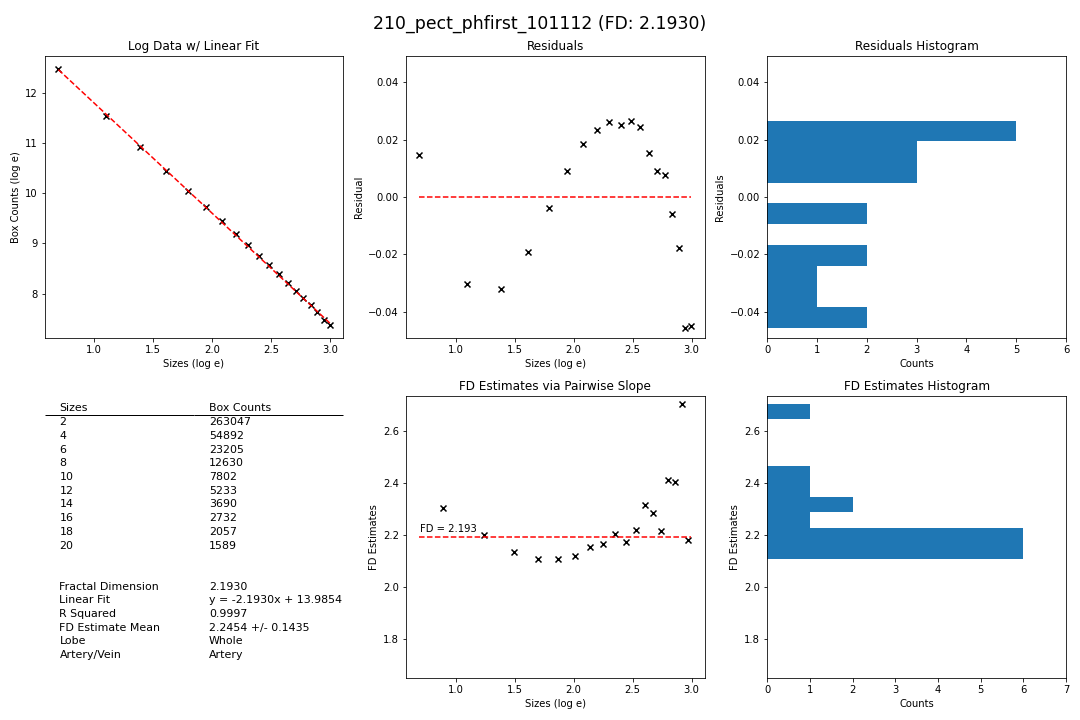 210_pect_phfirst_101112 (FD: 2.1930)
Log Data w/ Linear Fit
Box Counts (log e)
12
11
10
9
8
1.0 1.5 2.0 2.5 3.0
Sizes (log e)
Residuals
Residual
0.04
0.02
0.00
−0.02
−0.04
1.0 1.5 2.0 2.5 3.0
Sizes (log e)
Residuals Histogram
Residuals
0.04
0.02
0.00
−0.02
−0.04
0 1 2 3 4 5 6
Counts
Sizes Box Counts
2 263047
4 54892
6 23205
8 12630
10 7802
12 5233
14 3690
16 2732
18 2057
20 1589
Fractal Dimension 2.1930
Linear Fit y = -2.1930x + 13.9854
R Squared 0.9997
FD Estimate Mean 2.2454 +/- 0.1435
Lobe Whole
Artery/Vein Artery
FD Estimates via Pairwise Slope
FD Estimates
2.6
2.4
2.2
2.0
1.8
FD = 2.193
1.0 1.5 2.0 2.5 3.0
Sizes (log e)
FD Estimates Histogram
FD Estimates
2.6
2.4
2.2
2.0
1.8
0 1 2 3 4 5 6 7
Counts